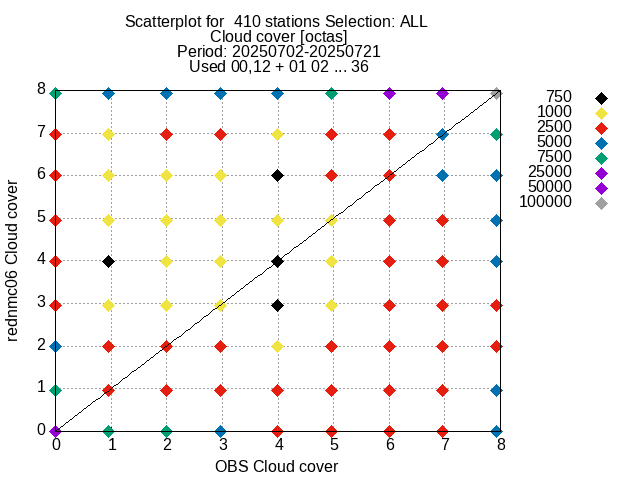 Scatterplot for  410 stations Selection: ALL
Cloud cover [octas]
Period: 20250702-20250721
Used 00,12 + 01 02 ... 36
750
1000
2500
5000
7500
25000
50000
100000
rednmc06 Cloud cover
8
7
6
5
4
3
2
1
0
0 1 2 3 4 5 6 7 8
OBS Cloud cover